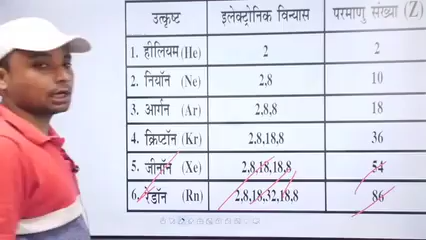 उत्कृष्ट इलेक्ट्रोनिक विन्यास परमाणु संख्या (Z)
1. हीलियम (He) 2 2
2. नियॉन (Ne) 2,8 10
3. आर्गन (Ar) 2,8,8 18
4. क्रिप्टॉन (Kr) 2,8,18,8 36
5. जीनॉन (Xe) 2,8,18,18,8 54
6. रेडॉन (Rn) 2,8,18,32,18,8 86